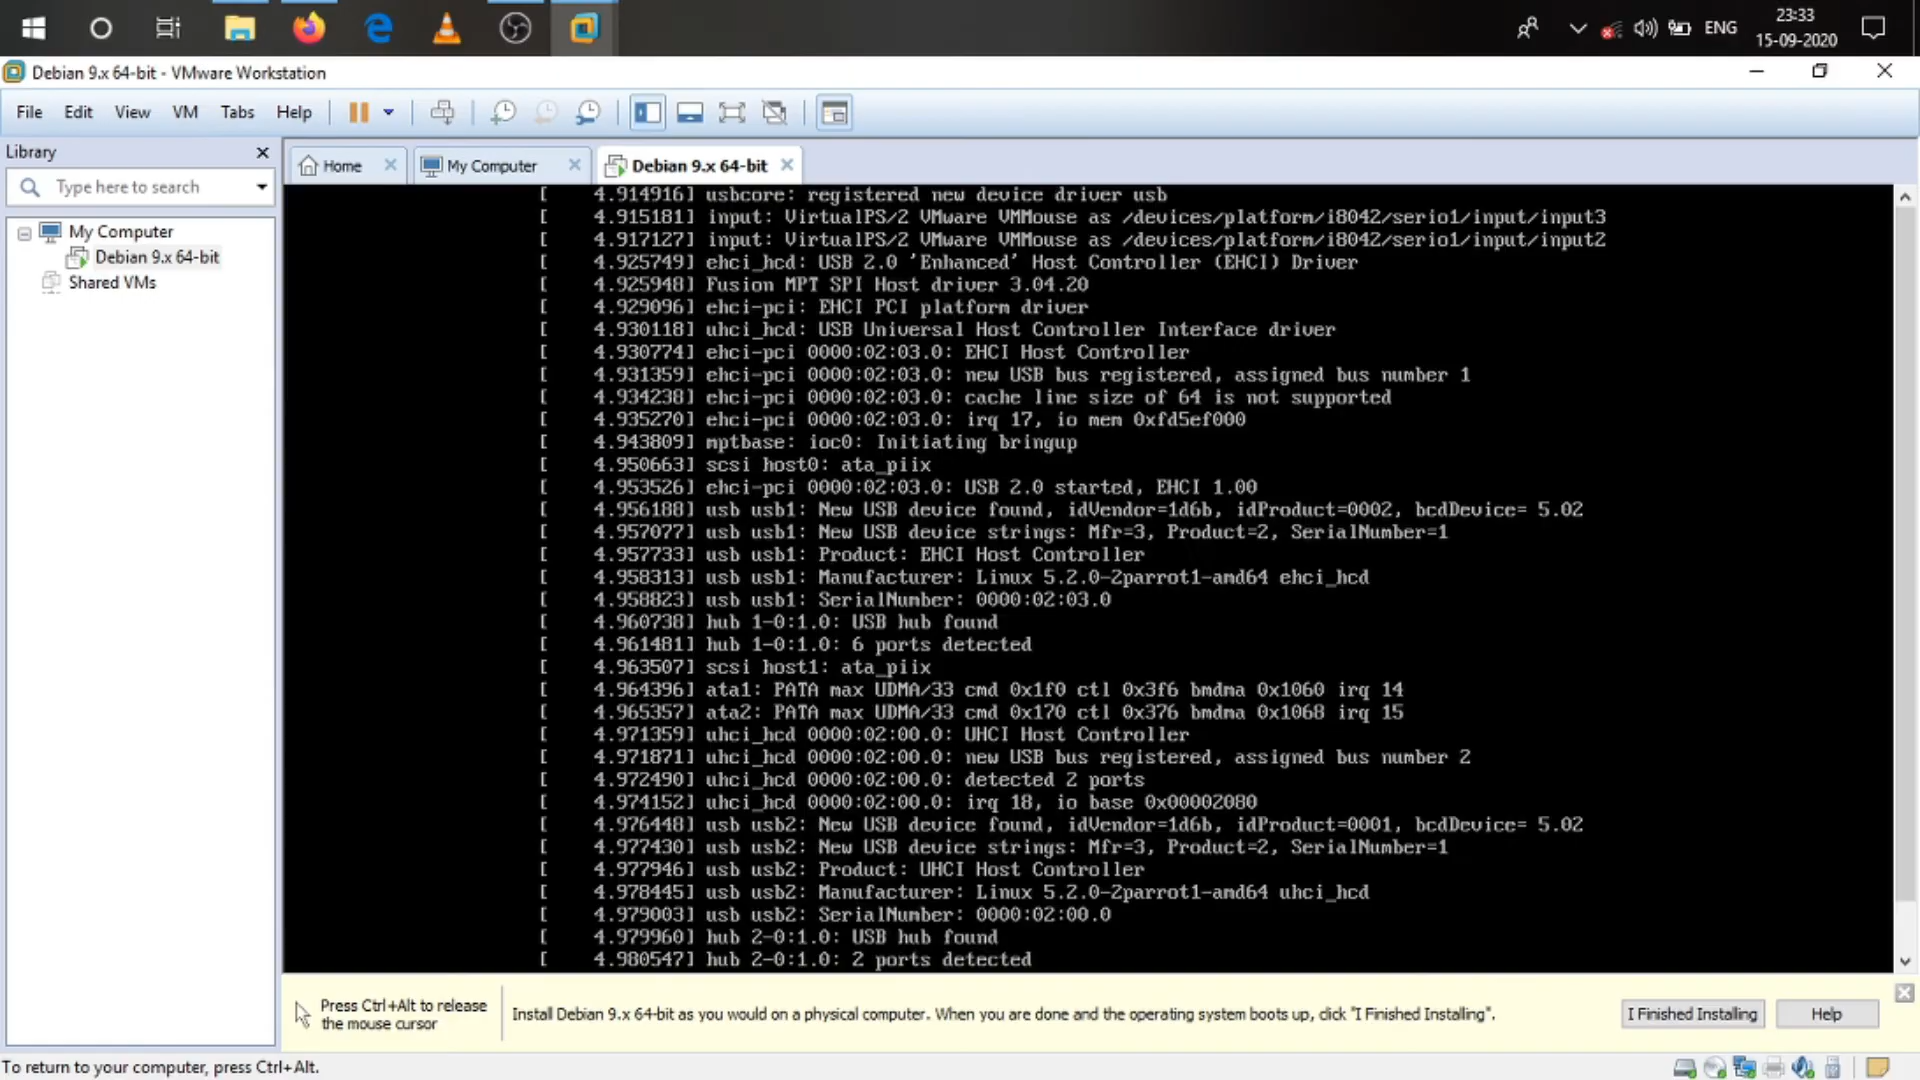 ENG
23:33
15-09-2020
Debian 9.x 64-bit - VMware Workstation
File Edit View VM Tabs Help
Library
Type here to search
My Computer
Debian 9.x 64-bit
Shared VMs
Home
My Computer
Debian 9.x 64-bit
[ 4.914916] usbcore: registered new device driver usb
[ 4.915181] input: VirtualPS/2 VMware VMMouse as /devices/platform/i8042/serio1/input/input3
[ 4.917127] input: VirtualPS/2 VMware VMMouse as /devices/platform/i8042/serio1/input/input2
[ 4.925749] ehci_hcd: USB 2.0 'Enhanced' Host Controller (EHCI) Driver
[ 4.925948] Fusion MPT SPI Host driver 3.04.20
[ 4.929096] ehci-pci: EHCI PCI platform driver
[ 4.930118] uhci_hcd: USB Universal Host Controller Interface driver
[ 4.930774] ehci-pci 0000:02:03.0: EHCI Host Controller
[ 4.931359] ehci-pci 0000:02:03.0: new USB bus registered, assigned bus number 1
[ 4.934238] ehci-pci 0000:02:03.0: cache line size of 64 is not supported
[ 4.935270] ehci-pci 0000:02:03.0: irq 17, io mem 0xfd5ef000
[ 4.943809] mptbase: ioc0: Initiating bringup
[ 4.950663] scsi host0: ata_piix
[ 4.953526] ehci-pci 0000:02:03.0: USB 2.0 started, EHCI 1.00
[ 4.956188] usb usb1: New USB device found, idVendor=1d6b, idProduct=0002, bcdDevice= 5.02
[ 4.957077] usb usb1: New USB device strings: Mfr=3, Product=2, SerialNumber=1
[ 4.957733] usb usb1: Product: EHCI Host Controller
[ 4.958313] usb usb1: Manufacturer: Linux 5.2.0-2parrot1-amd64 ehci_hcd
[ 4.958823] usb usb1: SerialNumber: 0000:02:03.0
[ 4.960738] hub 1-0:1.0: USB hub found
[ 4.961481] hub 1-0:1.0: 6 ports detected
[ 4.963507] scsi host1: ata_piix
[ 4.964396] ata1: PATA max UDMA/33 cmd 0x1f0 ctl 0x3f6 bmdma 0x1060 irq 14
[ 4.965357] ata2: PATA max UDMA/33 cmd 0x170 ctl 0x376 bmdma 0x1068 irq 15
[ 4.971359] uhci_hcd 0000:02:00.0: UHCI Host Controller
[ 4.971871] uhci_hcd 0000:02:00.0: new USB bus registered, assigned bus number 2
[ 4.972490] uhci_hcd 0000:02:00.0: detected 2 ports
[ 4.974152] uhci_hcd 0000:02:00.0: irq 18, io base 0x00002080
[ 4.976448] usb usb2: New USB device found, idVendor=1d6b, idProduct=0001, bcdDevice= 5.02
[ 4.977430] usb usb2: New USB device strings: Mfr=3, Product=2, SerialNumber=1
[ 4.977946] usb usb2: Product: UHCI Host Controller
[ 4.978445] usb usb2: Manufacturer: Linux 5.2.0-2parrot1-amd64 uhci_hcd
[ 4.979003] usb usb2: SerialNumber: 0000:02:00.0
[ 4.979960] hub 2-0:1.0: USB hub found
[ 4.980547] hub 2-0:1.0: 2 ports detected
Press Ctrl+Alt to release
the mouse cursor
Install Debian 9.x 64-bit as you would on a physical computer. When you are done and the operating system boots up, click "I Finished Installing".
I Finished Installing
Help
To return to your computer, press Ctrl+Alt.